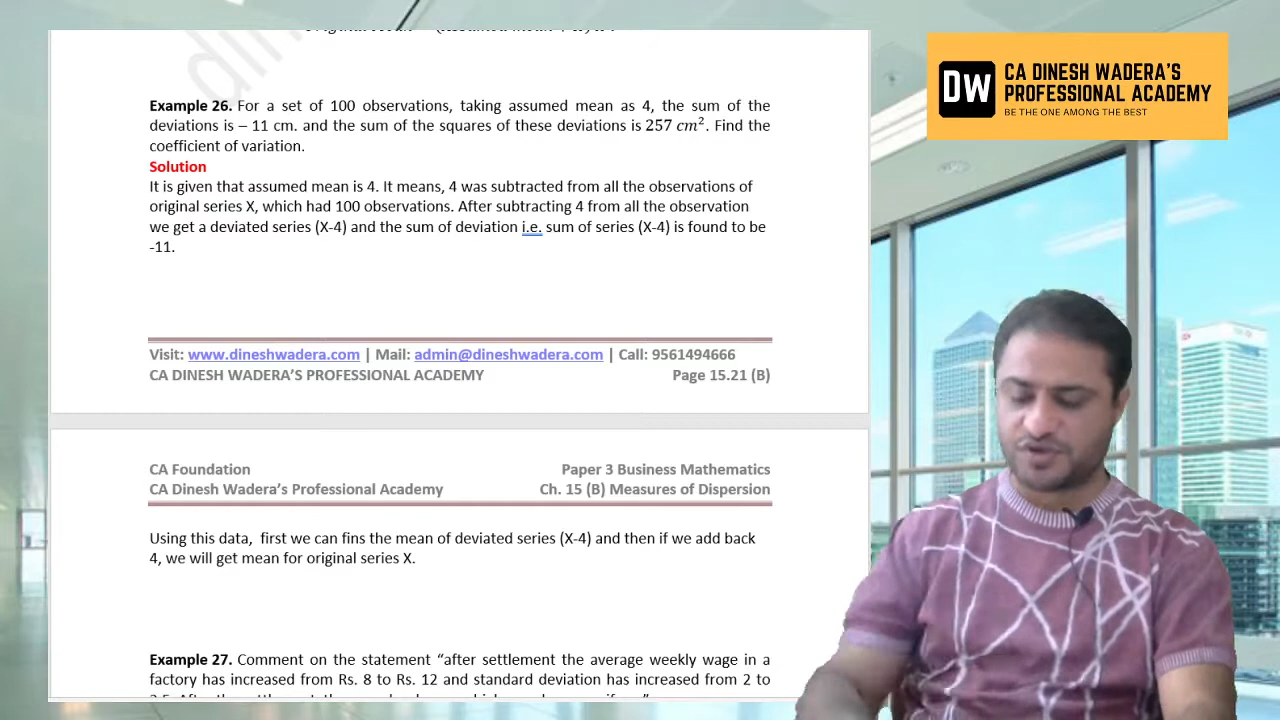 Example 26. For a set of 100 observations, taking assumed mean as 4, the sum of the
deviations is – 11 cm. and the sum of the squares of these deviations is 257 cm². Find the
coefficient of variation.
Solution
It is given that assumed mean is 4. It means, 4 was subtracted from all the observations of
original series X, which had 100 observations. After subtracting 4 from all the observation
we get a deviated series (X-4) and the sum of deviation i.e. sum of series (X-4) is found to be
-11.
Visit: www.dineshwadera.com | Mail: admin@dineshwadera.com | Call: 9561494666
CA DINESH WADERA'S PROFESSIONAL ACADEMY Page 15.21 (B)
CA Foundation Paper 3 Business Mathematics
CA Dinesh Wadera's Professional Academy Ch. 15 (B) Measures of Dispersion
Using this data, first we can fins the mean of deviated series (X-4) and then if we add back
4, we will get mean for original series X.
Example 27. Comment on the statement "after settlement the average weekly wage in a
factory has increased from Rs. 8 to Rs. 12 and standard deviation has increased from 2 to
DW
CA DINESH WADERA'S
PROFESSIONAL ACADEMY
BE THE ONE AMONG THE BEST